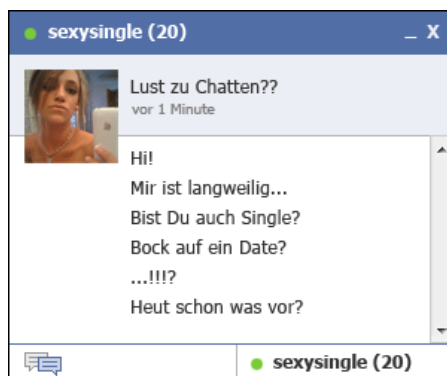 sexysingle (20)
_ X
Lust zu Chatten??
vor 1 Minute
Hi!
Mir ist langweilig...
Bist Du auch Single?
Bock auf ein Date?
...!!!?
Heut schon was vor?
sexysingle (20)